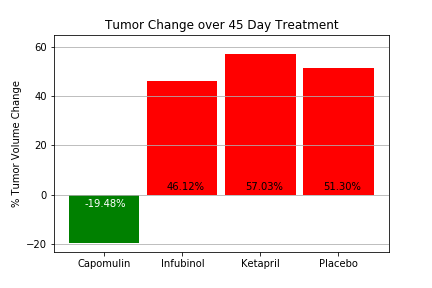 Tumor Change over 45 Day Treatment
% Tumor Volume Change
60
40
20
0
−20
-19.48%
46.12%
57.03%
51.30%
Capomulin
Infubinol
Ketapril
Placebo